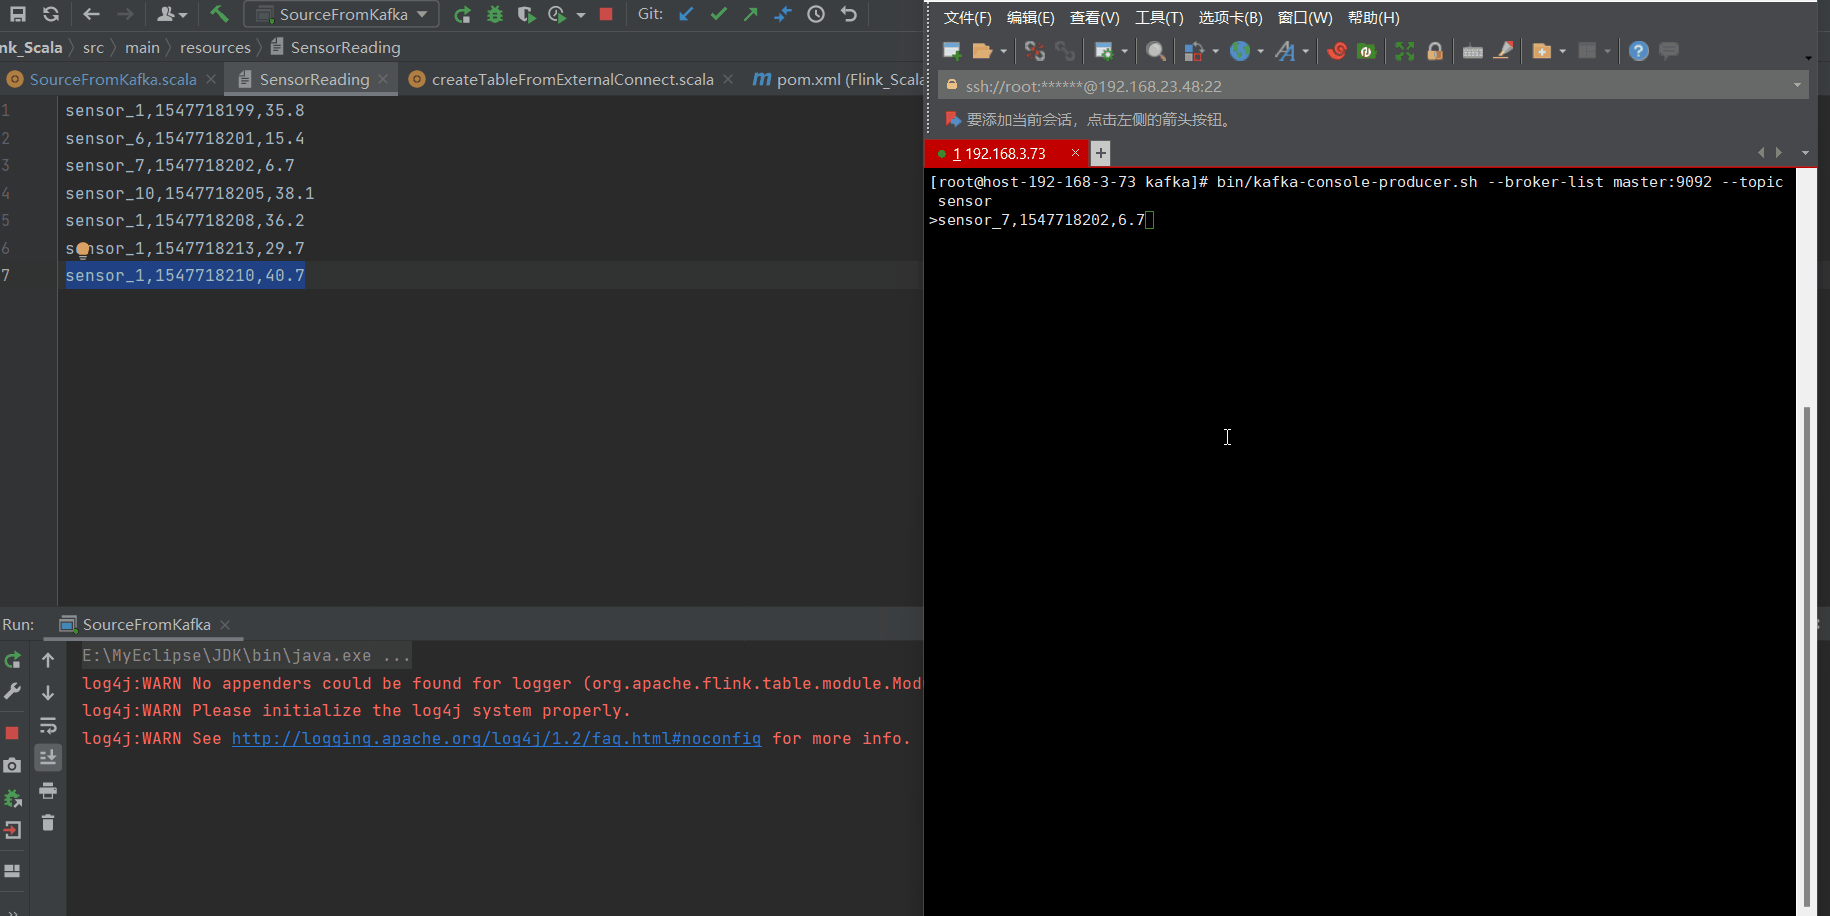 SourceFromKafka
Git:
nk_Scala
src
main
resources
SensorReading
SourceFromKafka.scala
SensorReading
createTableFromExternalConnect.scala
pom.xml (Flink_Scala
1
sensor_1,1547718199,35.8
2
sensor_6,1547718201,15.4
3
sensor_7,1547718202,6.7
4
sensor_10,1547718205,38.1
5
sensor_1,1547718208,36.2
6
sensor_1,1547718213,29.7
7
sensor_1,1547718210,40.7
Run:
SourceFromKafka
E:\MyEclipse\JDK\bin\java.exe ...
log4j:WARN No appenders could be found for logger (org.apache.flink.table.module.Mod
log4j:WARN Please initialize the log4j system properly.
log4j:WARN See http://logging.apache.org/log4j/1.2/faq.html#noconfig for more info.
文件(F) 编辑(E) 查看(V) 工具(T) 选项卡(B) 窗口(W) 帮助(H)
ssh://root:******@192.168.23.48:22
要添加当前会话，点击左侧的箭头按钮。
1 192.168.3.73
[root@host-192-168-3-73 kafka]# bin/kafka-console-producer.sh --broker-list master:9092 --topic
sensor
>sensor_7,1547718202,6.7